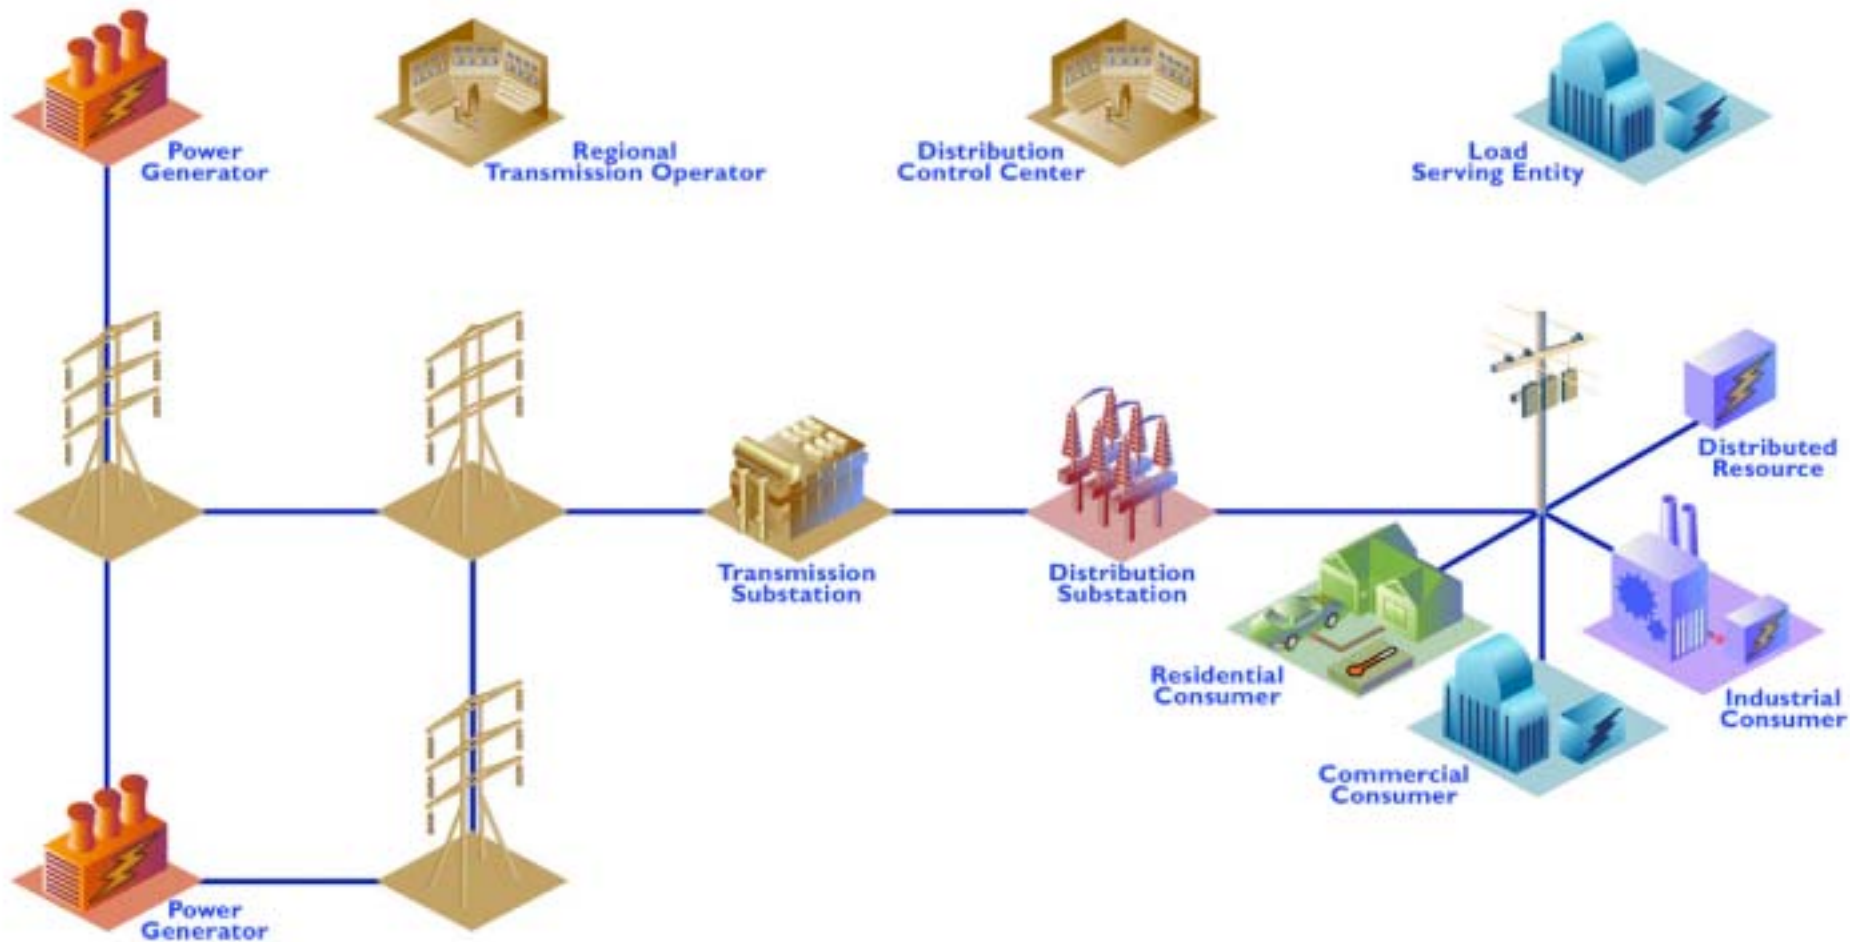 Power
Generator
Regional
Transmission Operator
Distribution
Control Center
Load
Serving Entity
Distributed
Resource
Transmission
Substation
Distribution
Substation
Residential
Consumer
Industrial
Consumer
Commercial
Consumer
Power
Generator